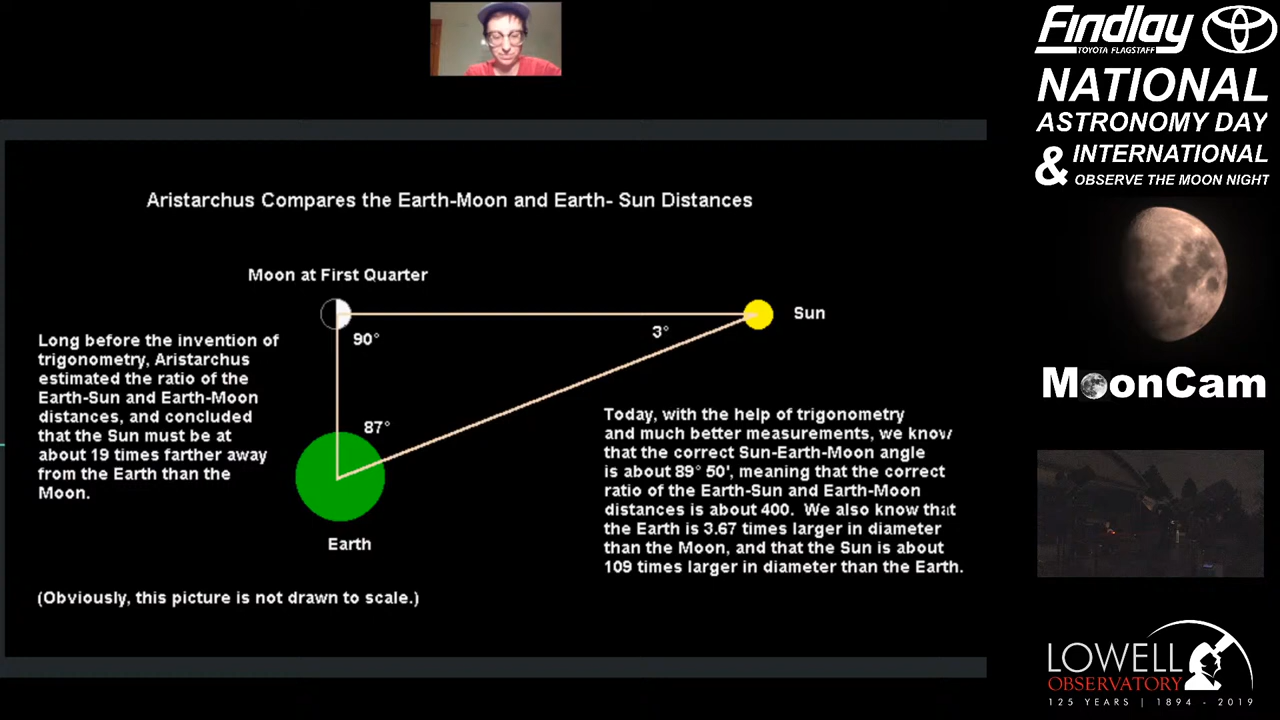 Findlay
TOYOTA FLAGSTAFF
NATIONAL
ASTRONOMY DAY
& INTERNATIONAL
OBSERVE THE MOON NIGHT
Aristarchus Compares the Earth-Moon and Earth- Sun Distances
Moon at First Quarter
Sun
90°
3°
87°
Long before the invention of
trigonometry, Aristarchus
estimated the ratio of the
Earth-Sun and Earth-Moon
distances, and concluded
that the Sun must be at
about 19 times farther away
from the Earth than the
Moon.
Earth
(Obviously, this picture is not drawn to scale.)
Today, with the help of trigonometry
and much better measurements, we know
that the correct Sun-Earth-Moon angle
is about 89° 50', meaning that the correct
ratio of the Earth-Sun and Earth-Moon
distances is about 400.  We also know that
the Earth is 3.67 times larger in diameter
than the Moon, and that the Sun is about
109 times larger in diameter than the Earth.
MoonCam
LOWELL
OBSERVATORY
125 YEARS | 1894 - 2019